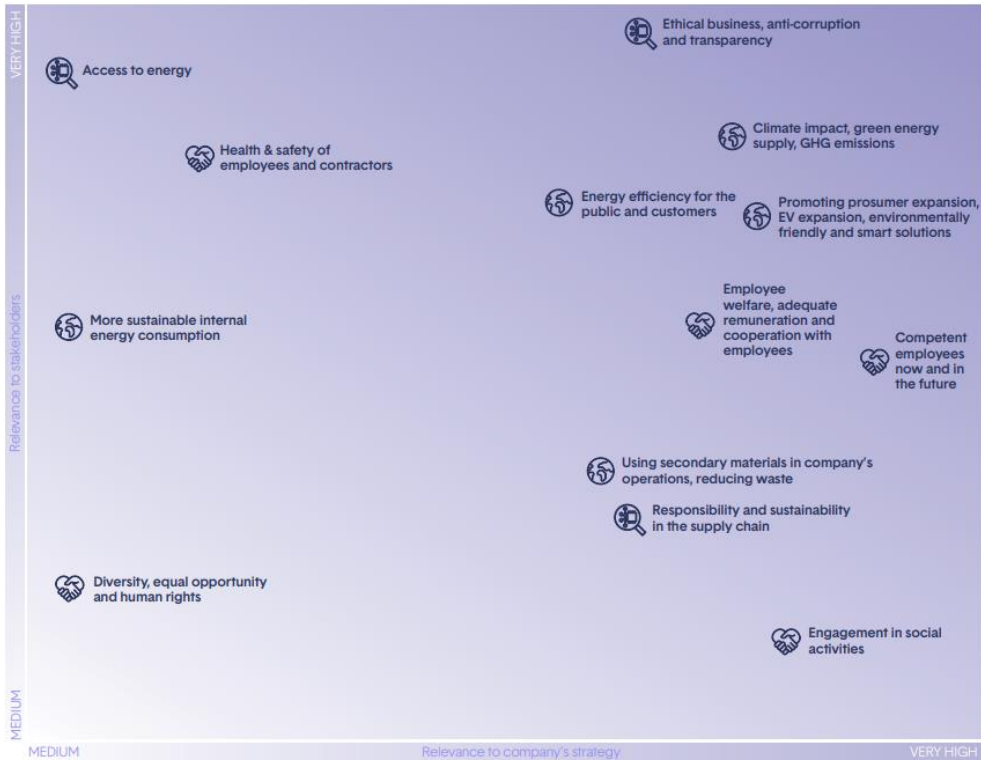 VERY HIGH
Ethical business, anti-corruption
and transparency
Access to energy
Climate impact, green energy
supply, GHG emissions
Health & safety of
employees and contractors
Energy efficiency for the
public and customers
Promoting prosumer expansion,
EV expansion, environmentally
friendly and smart solutions
Employee
welfare, adequate
remuneration and
cooperation with
employees
More sustainable internal
energy consumption
Competent
employees
now and in
the future
Relevance to stakeholders
Using secondary materials in company's
operations, reducing waste
Responsibility and sustainability
in the supply chain
Diversity, equal opportunity
and human rights
Engagement in social
activities
MEDIUM
MEDIUM
Relevance to company's strategy
VERY HIGH